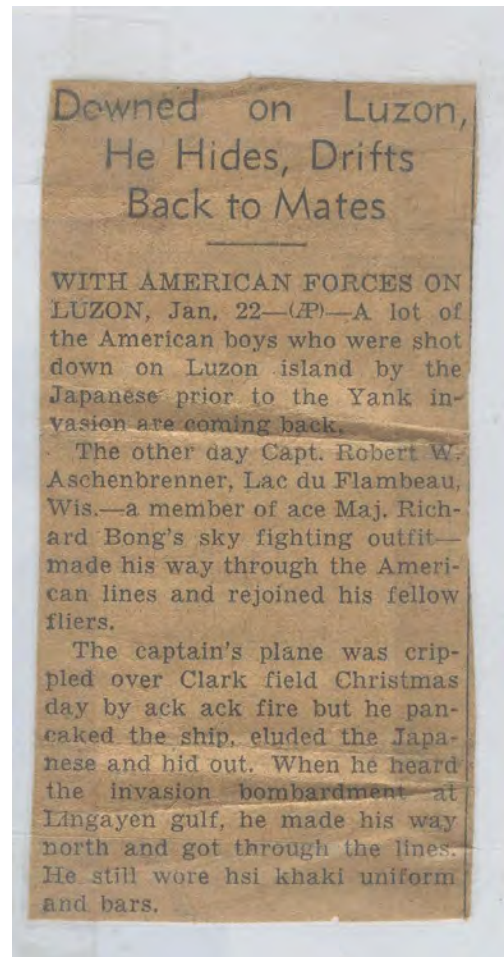 Downed on Luzon,
He Hides, Drifts
Back to Mates
WITH AMERICAN FORCES ON
LUZON, Jan. 22—(AP)—A lot of
the American boys who were shot
down on Luzon island by the
Japanese prior to the Yank in-
vasion are coming back.
The other day Capt. Robert W.
Aschenbrenner, Lac du Flambeau,
Wis.—a member of ace Maj. Rich-
ard Bong's sky fighting outfit—
made his way through the Ameri-
can lines and rejoined his fellow
fliers.
The captain's plane was crip-
pled over Clark field Christmas
day by ack ack fire but he pan-
caked the ship, eluded the Japa-
nese and hid out. When he heard
the invasion bombardment at
Lingayen gulf, he made his way
north and got through the lines.
He still wore hsi khaki uniform
and bars.